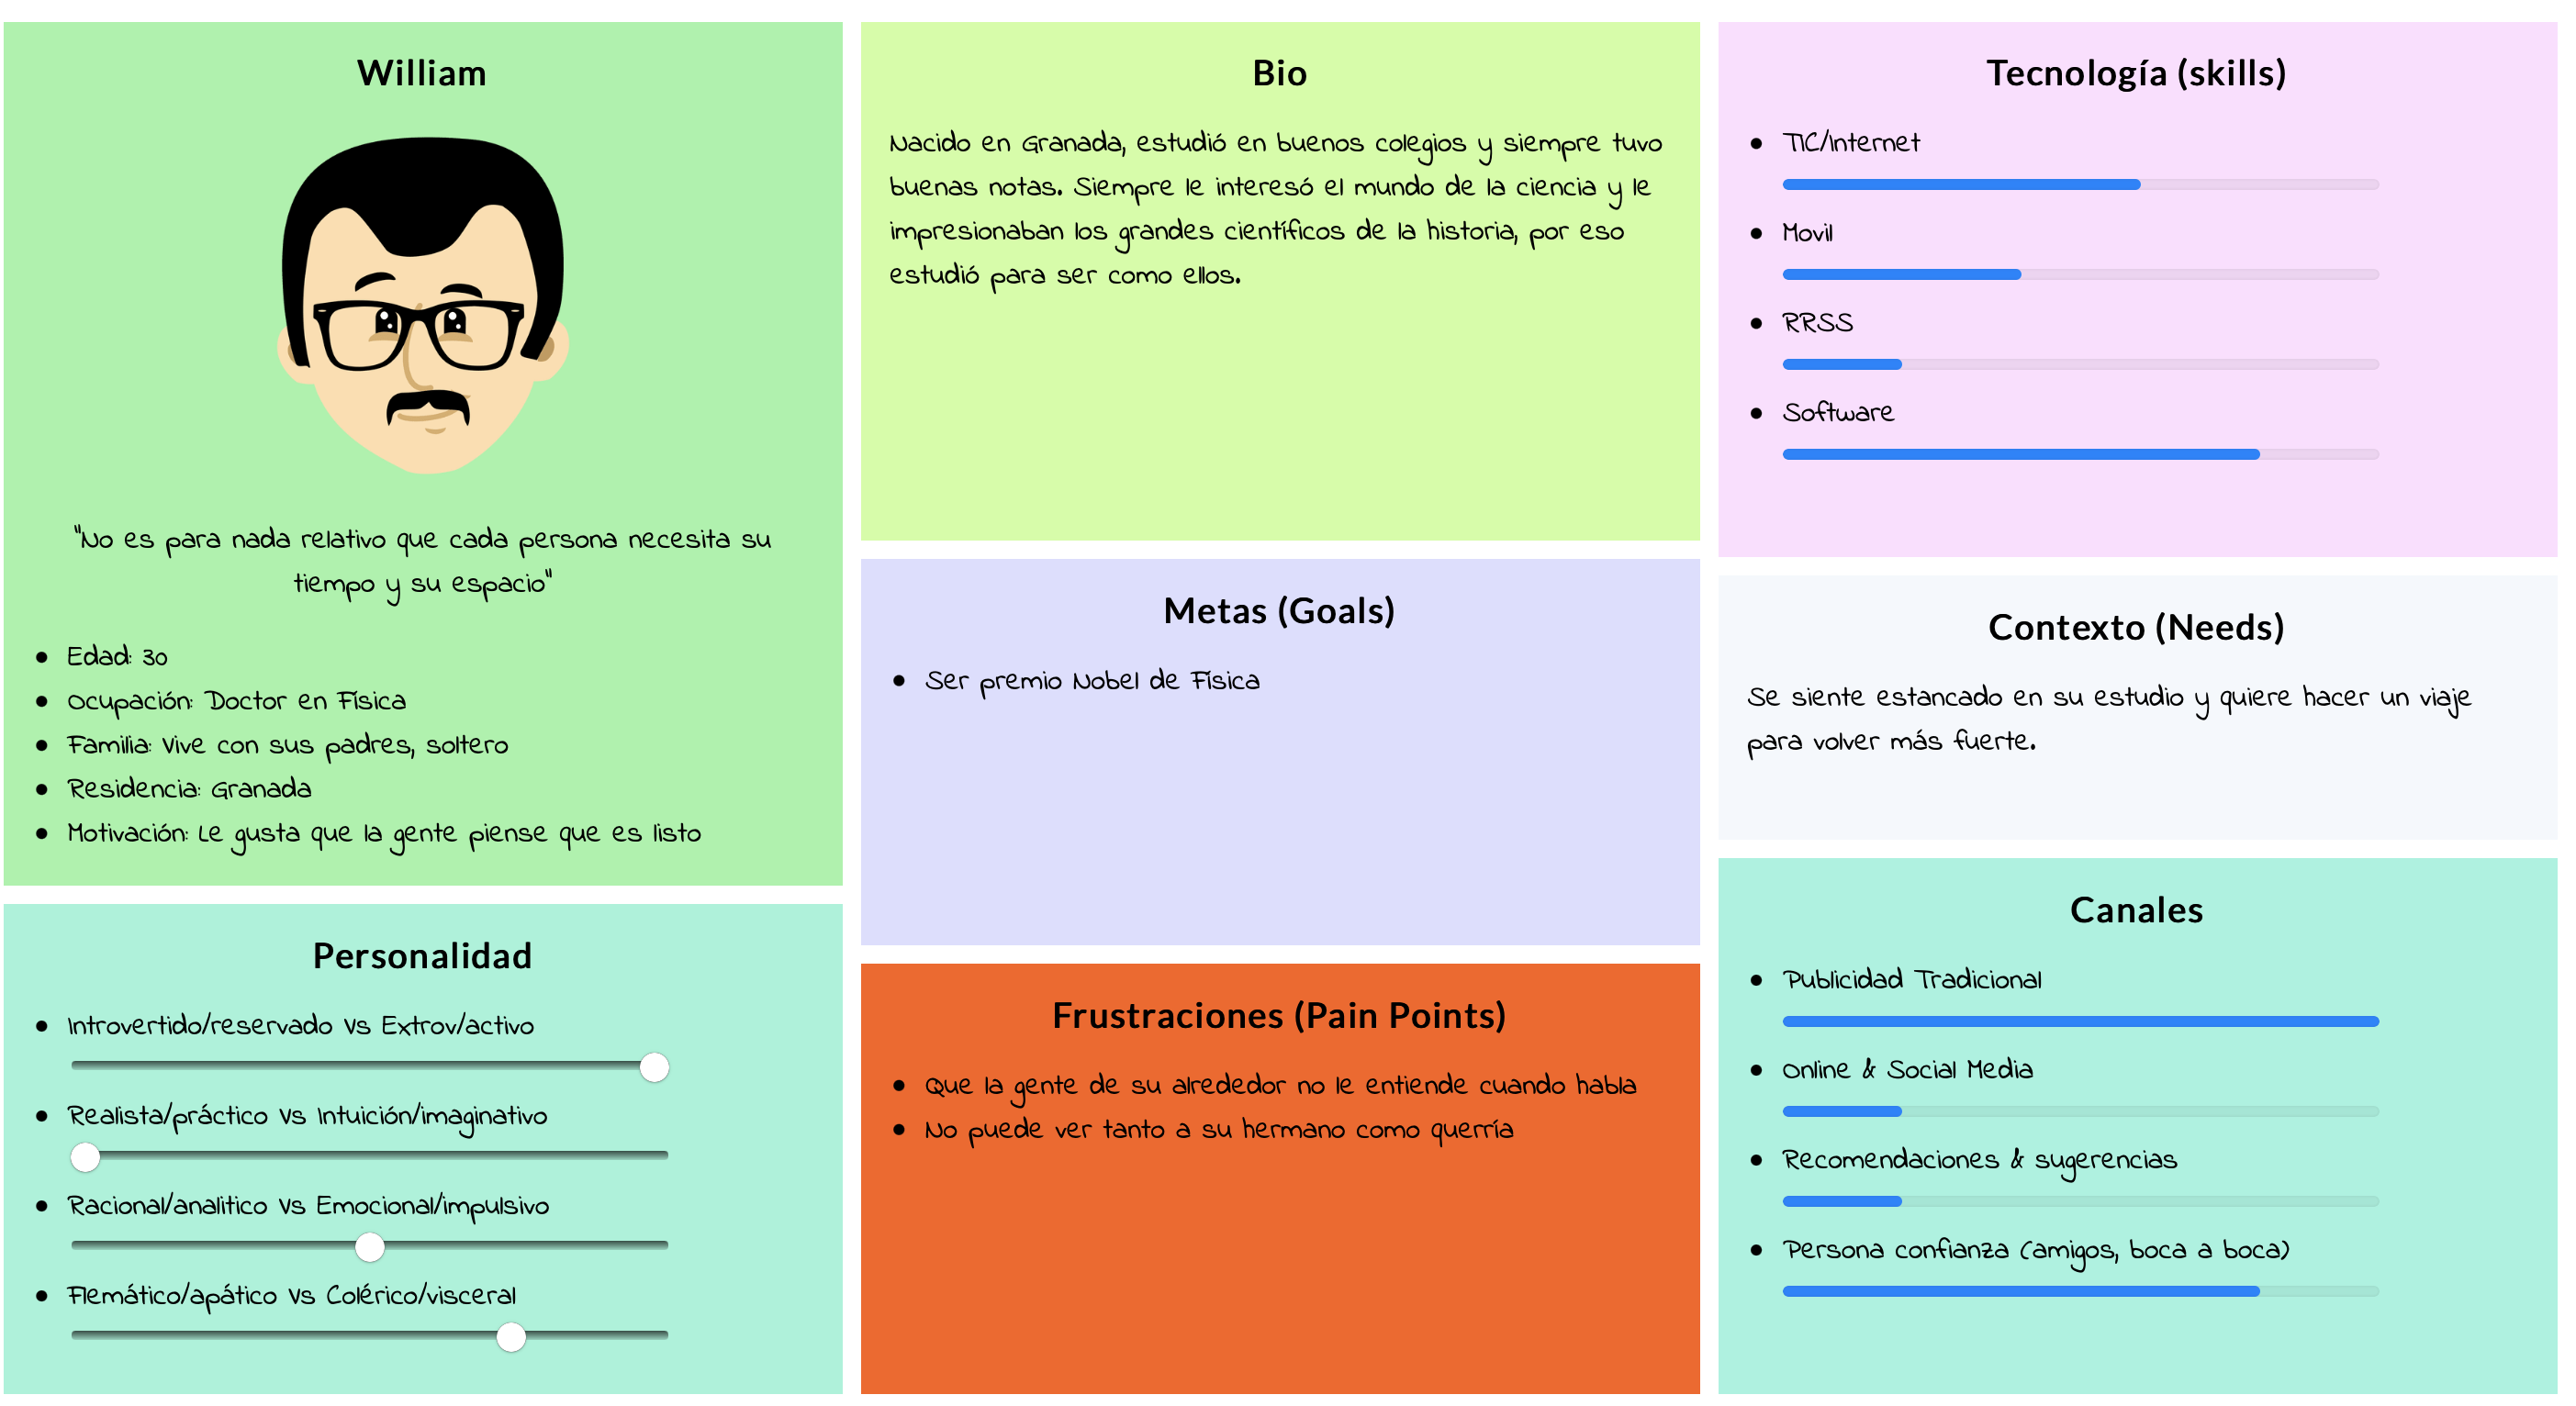 William
"No es para nada relativo que cada persona necesita su
tiempo y su espacio"
Edad: 30
Ocupación: Doctor en Física
Familia: Vive con sus padres, soltero
Residencia: Granada
Motivación: Le gusta que la gente piense que es listo
Personalidad
Introvertido/reservado Vs Extrov/activo
Realista/práctico Vs Intuición/imaginativo
Racional/analitico Vs Emocional/impulsivo
Flemático/apático Vs Colérico/visceral
Bio
Nacido en Granada, estudió en buenos colegios y siempre tuvo
buenas notas. Siempre le interesó el mundo de la ciencia y le
impresionaban los grandes científicos de la historia, por eso
estudió para ser como ellos.
Metas (Goals)
Ser premio Nobel de Física
Frustraciones (Pain Points)
Que la gente de su alrededor no le entiende cuando habla
No puede ver tanto a su hermano como querría
Tecnología (skills)
TIC/Internet
Movil
RRSS
Software
Contexto (Needs)
Se siente estancado en su estudio y quiere hacer un viaje
para volver más fuerte.
Canales
Publicidad Tradicional
Online & Social Media
Recomendaciones & sugerencias
Persona confianza (amigos, boca a boca)